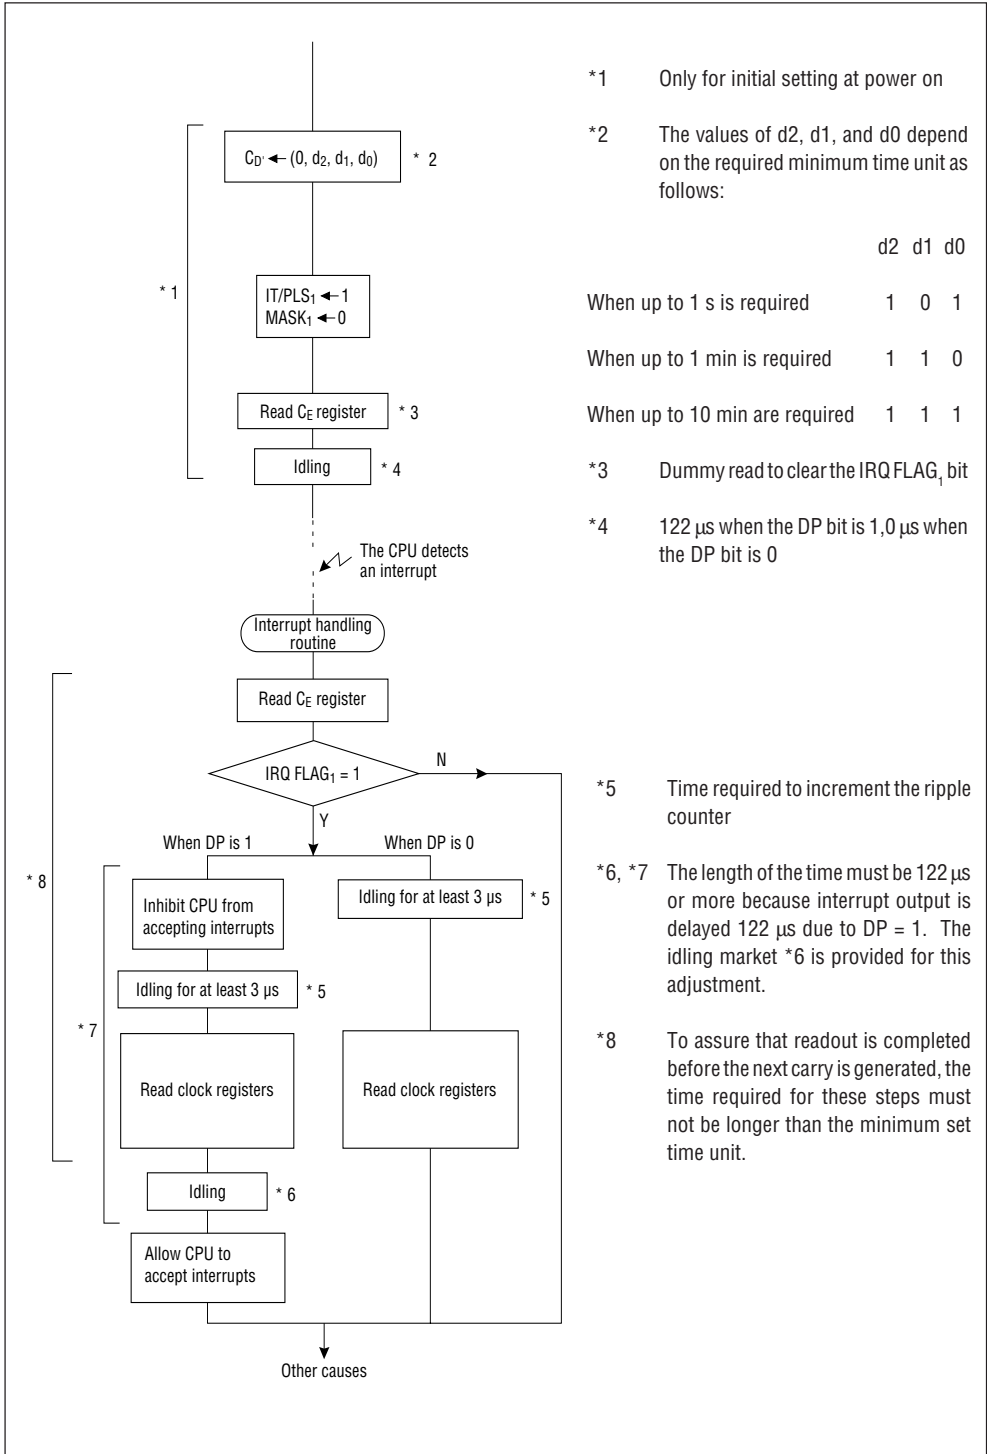 C_D' ← (0, d₂, d₁, d₀) * 2
* 1
IT/PLS₁ ← 1
MASK₁ ← 0
Read C_E register * 3
Idling * 4
The CPU detects
an interrupt
Interrupt handling
routine
* 8
Read C_E register
IRQ FLAG₁ = 1
N
Y
When DP is 1
When DP is 0
* 7
Inhibit CPU from
accepting interrupts
Idling for at least 3 µs * 5
Idling for at least 3 µs * 5
Read clock registers
Read clock registers
Idling * 6
Allow CPU to
accept interrupts
Other causes
*1 Only for initial setting at power on
*2 The values of d2, d1, and d0 depend
on the required minimum time unit as
follows:
d2 d1 d0
When up to 1 s is required 1 0 1
When up to 1 min is required 1 1 0
When up to 10 min are required 1 1 1
*3 Dummy read to clear the IRQ FLAG₁ bit
*4 122 µs when the DP bit is 1,0 µs when
the DP bit is 0
*5 Time required to increment the ripple
counter
*6, *7 The length of the time must be 122 µs
or more because interrupt output is
delayed 122 µs due to DP = 1. The
idling market *6 is provided for this
adjustment.
*8 To assure that readout is completed
before the next carry is generated, the
time required for these steps must
not be longer than the minimum set
time unit.